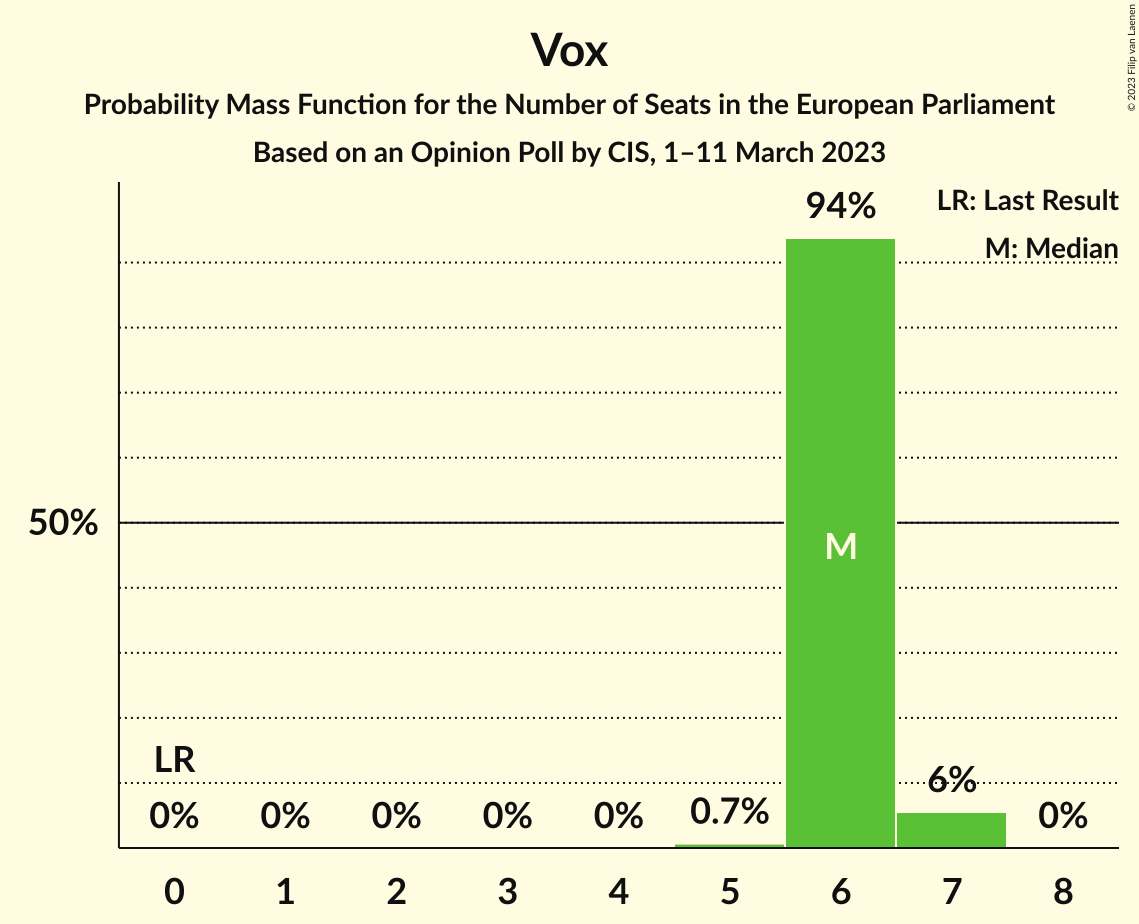 Vox
Probability Mass Function for the Number of Seats in the European Parliament
Based on an Opinion Poll by CIS, 1–11 March 2023
© 2023 Filip van Laenen
LR: Last Result
M: Median
94%
50%
M
LR
0%
0%
0%
0%
0%
0.7%
6%
0%
0
1
2
3
4
5
6
7
8